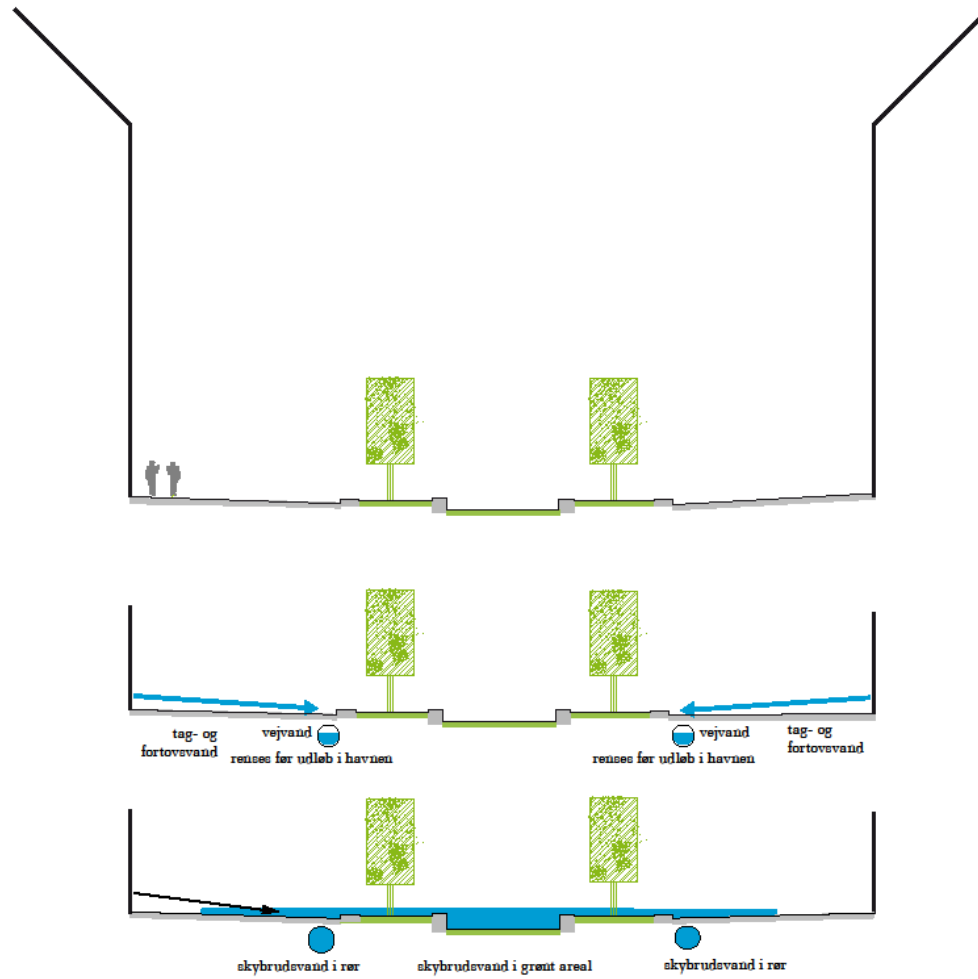 tag- og
fortovsvand
vejvand
renses før udløb i havnen
vejvand
renses før udløb i havnen
tag- og
fortovsvand
skybrudsvand i rør
skybrudsvand i grønt areal
skybrudsvand i rør